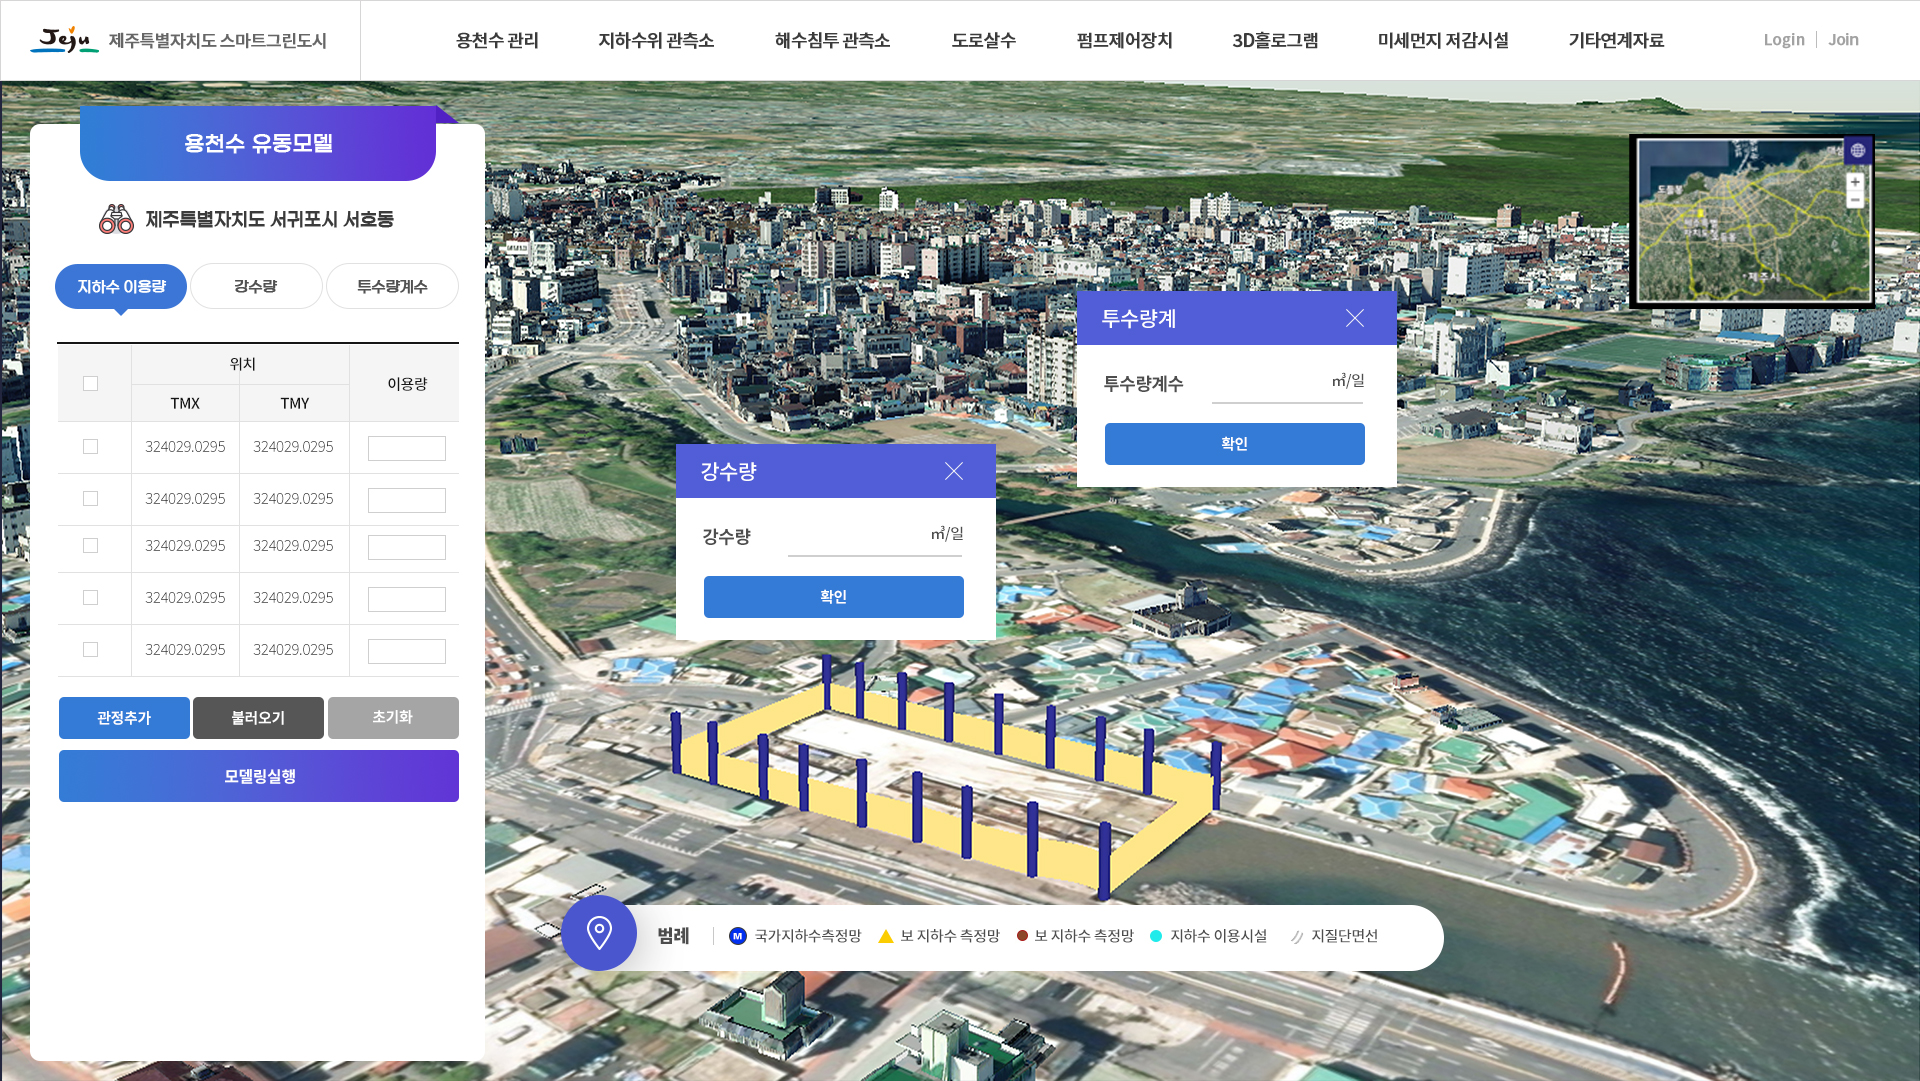 Jeju 제주특별자치도 스마트그린도시
용천수 관리 지하수위 관측소 해수침투 관측소 도로살수 펌프제어장치 3D홀로그램 미세먼지 저감시설 기타연계자료
Login Join
용천수 유동모델
제주특별자치도 서귀포시 서호동
지하수 이용량 강수량 투수량계수
위치 이용량
TMX TMY
324029.0295 324029.0295
324029.0295 324029.0295
324029.0295 324029.0295
324029.0295 324029.0295
324029.0295 324029.0295
관정추가 불러오기 초기화
모델링실행
강수량
강수량 ㎥/일
확인
투수량계
투수량계수 ㎥/일
확인
도들봉
제주시
+
−
범례 M 국가지하수측정망 보 지하수 측정망 보 지하수 측정망 지하수 이용시설 지질단면선